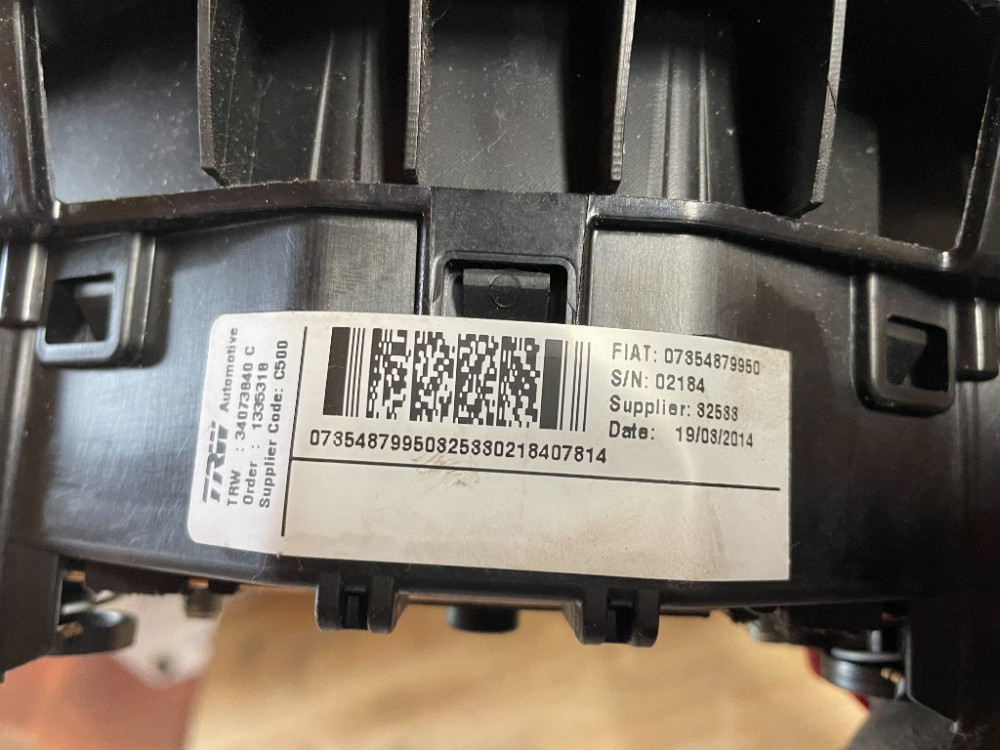 TRW Automotive
TRW : 34073840 C
Order : 1335318
Supplier Code: C500
FIAT: 07354879950
S/N: 02184
Supplier: 32533
Date: 19/03/2014
07354879950325330218407814